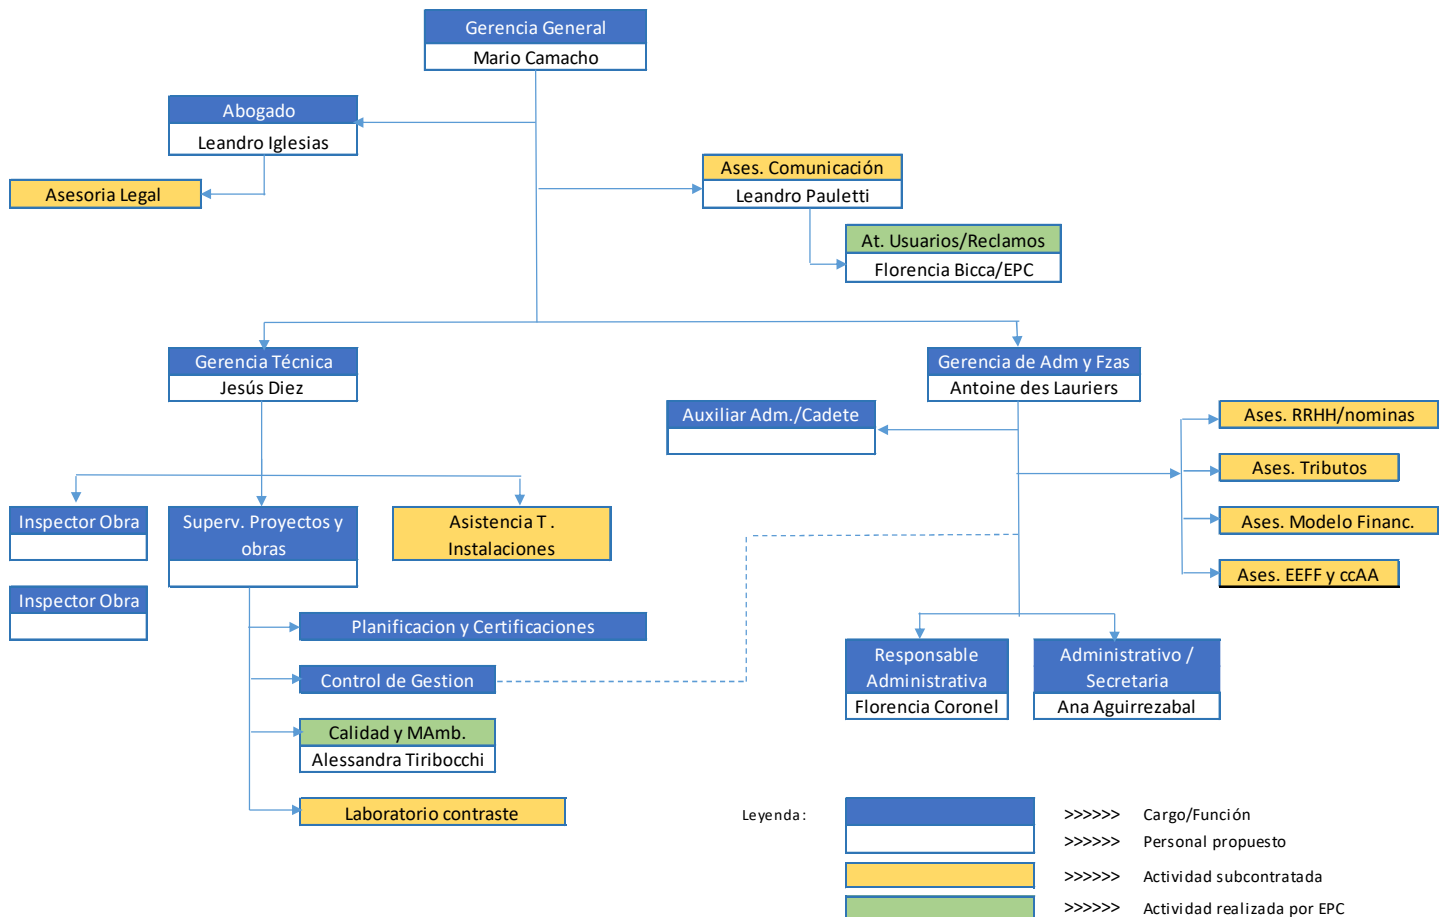 Gerencia General
Mario Camacho
Abogado
Leandro Iglesias
Asesoria Legal
Ases. Comunicación
Leandro Pauletti
At. Usuarios/Reclamos
Florencia Bicca/EPC
Gerencia Técnica
Jesús Diez
Gerencia de Adm y Fzas
Antoine des Lauriers
Auxiliar Adm./Cadete
Ases. RRHH/nominas
Ases. Tributos
Ases. Modelo Financ.
Ases. EEFF y ccAA
Inspector Obra
Superv. Proyectos y
obras
Asistencia T .
Instalaciones
Inspector Obra
Planificacion y Certificaciones
Control de Gestion
Calidad y MAmb.
Alessandra Tiribocchi
Laboratorio contraste
Responsable
Administrativa
Florencia Coronel
Administrativo /
Secretaria
Ana Aguirrezabal
Leyenda:
>>>>>> Cargo/Función
>>>>>> Personal propuesto
>>>>>> Actividad subcontratada
>>>>>> Actividad realizada por EPC